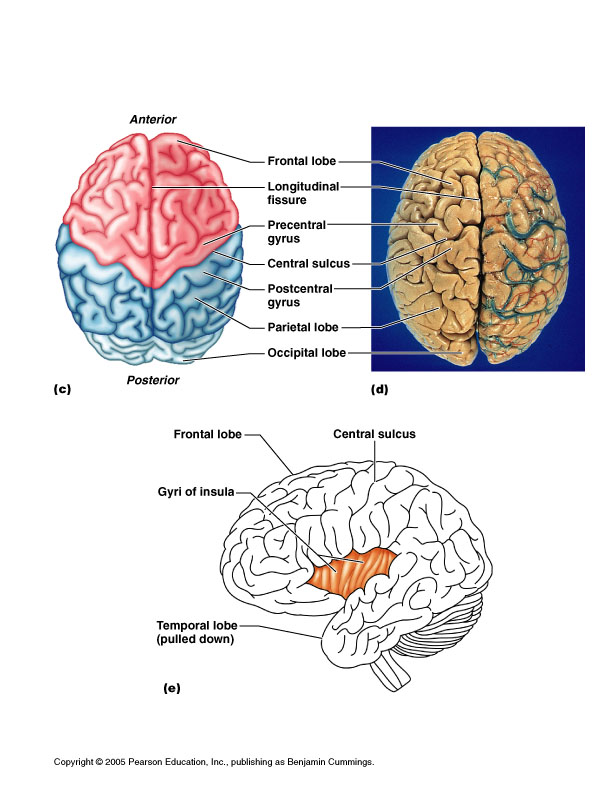 Anterior
Frontal lobe
Longitudinal
fissure
Precentral
gyrus
Central sulcus
Postcentral
gyrus
Parietal lobe
Occipital lobe
Posterior
(c)
(d)
Frontal lobe
Central sulcus
Gyri of insula
Temporal lobe
(pulled down)
(e)
Copyright © 2005 Pearson Education, Inc., publishing as Benjamin Cummings.